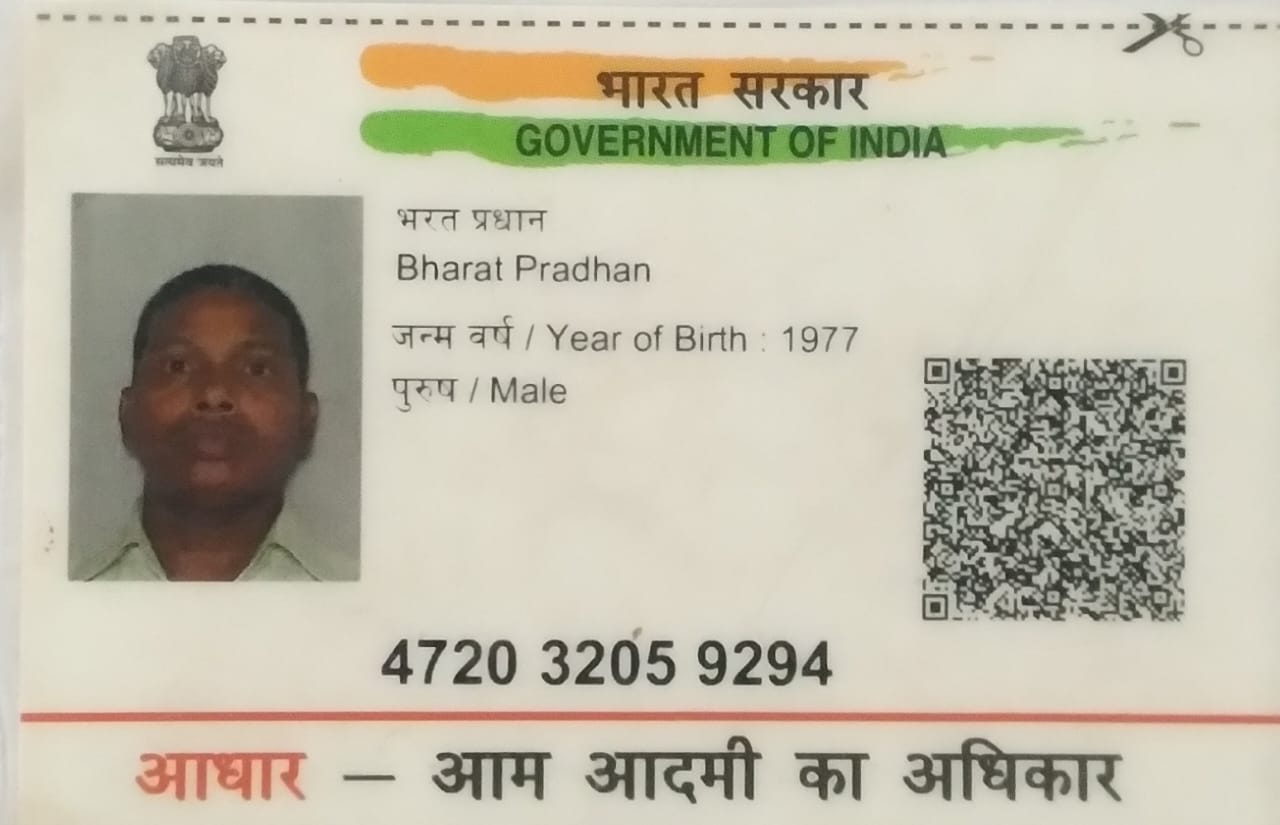 भारत सरकार
GOVERNMENT OF INDIA
सत्यमेव जयते
भरत प्रधान
Bharat Pradhan
जन्म वर्ष / Year of Birth : 1977
पुरुष / Male
4720 3205 9294
आधार — आम आदमी का अधिकार